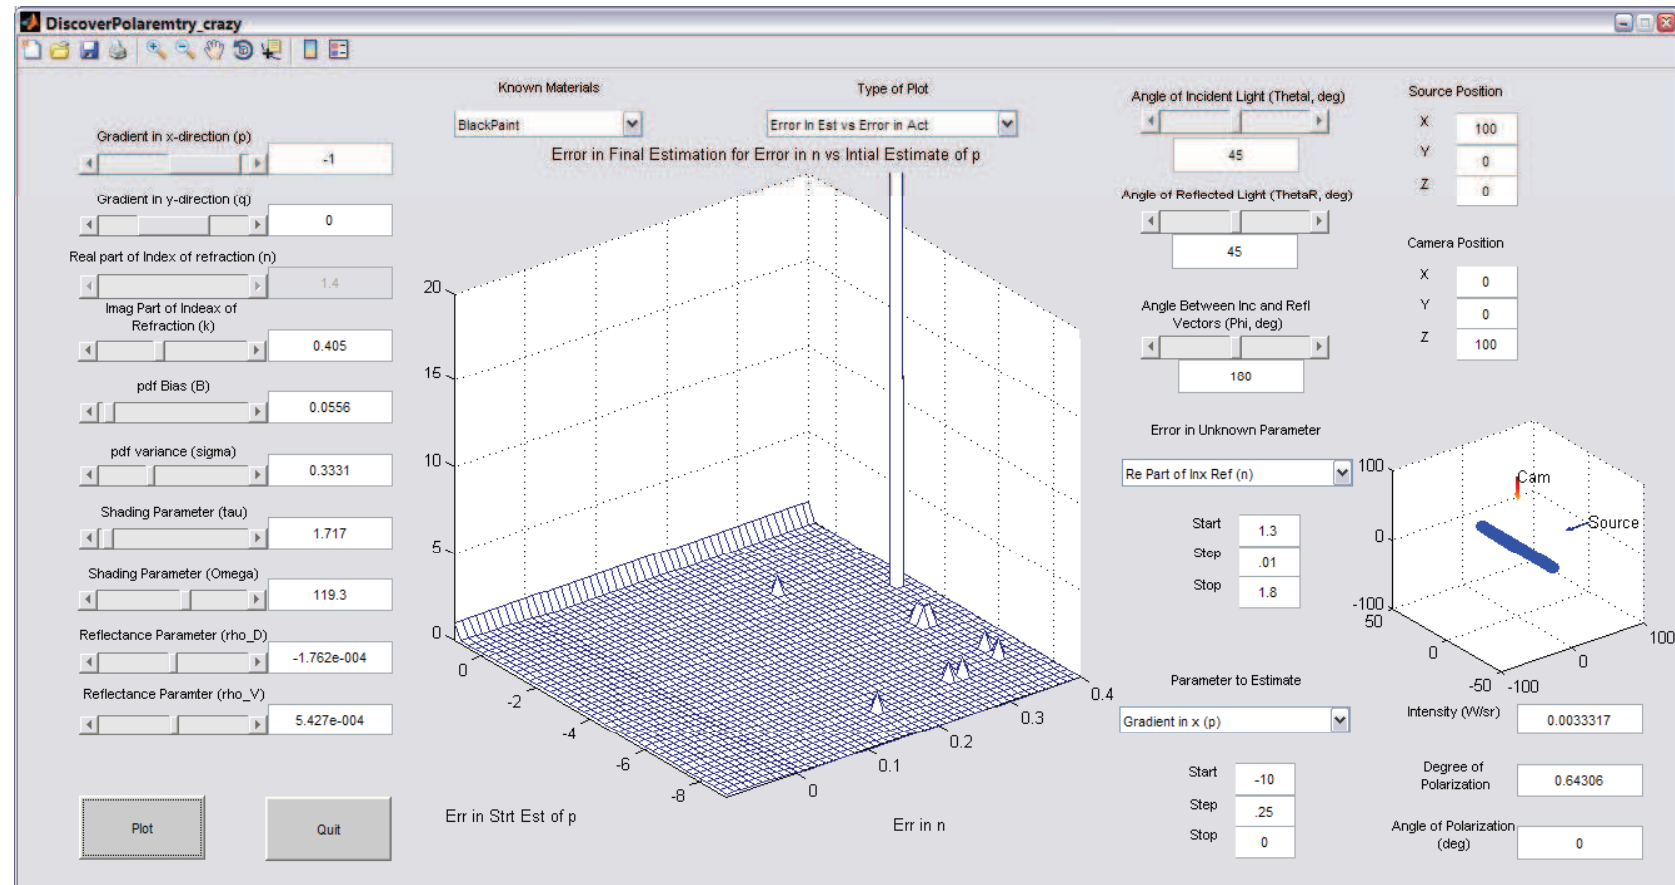 DiscoverPolaremtry_crazy
Known Materials
BlackPaint
Type of Plot
Error In Est vs Error in Act
Gradient in x-direction (p)
-1
Gradient in y-direction (q)
0
Real part of Index of refraction (n)
1.4
Imag Part of Indeax of
Refraction (k)
0.405
pdf Bias (B)
0.0556
pdf variance (sigma)
0.3331
Shading Parameter (tau)
1.717
Shading Parameter (Omega)
119.3
Reflectance Parameter (rho_D)
-1.762e-004
Reflectance Paramter (rho_V)
5.427e-004
Plot
Quit
Error in Final Estimation for Error in n vs Intial Estimate of p
20
15
10
5
0
0
-2
-4
-6
-8
0
0.1
0.2
0.3
0.4
Err in Strt Est of p
Err in n
Angle of Incident Light (ThetaI, deg)
45
Angle of Reflected Light (ThetaR, deg)
45
Angle Between Inc and Refl
Vectors (Phi, deg)
180
Error in Unknown Parameter
Re Part of Inx Ref (n)
Start
1.3
Step
.01
Stop
1.8
Parameter to Estimate
Gradient in x (p)
Start
-10
Step
.25
Stop
0
Source Position
X
100
Y
0
Z
0
Camera Position
X
0
Y
0
Z
100
100
0
-100
50
0
-50
-100
0
100
Cam
Source
Intensity (W/sr)
0.0033317
Degree of
Polarization
0.64306
Angle of Polarization
(deg)
0